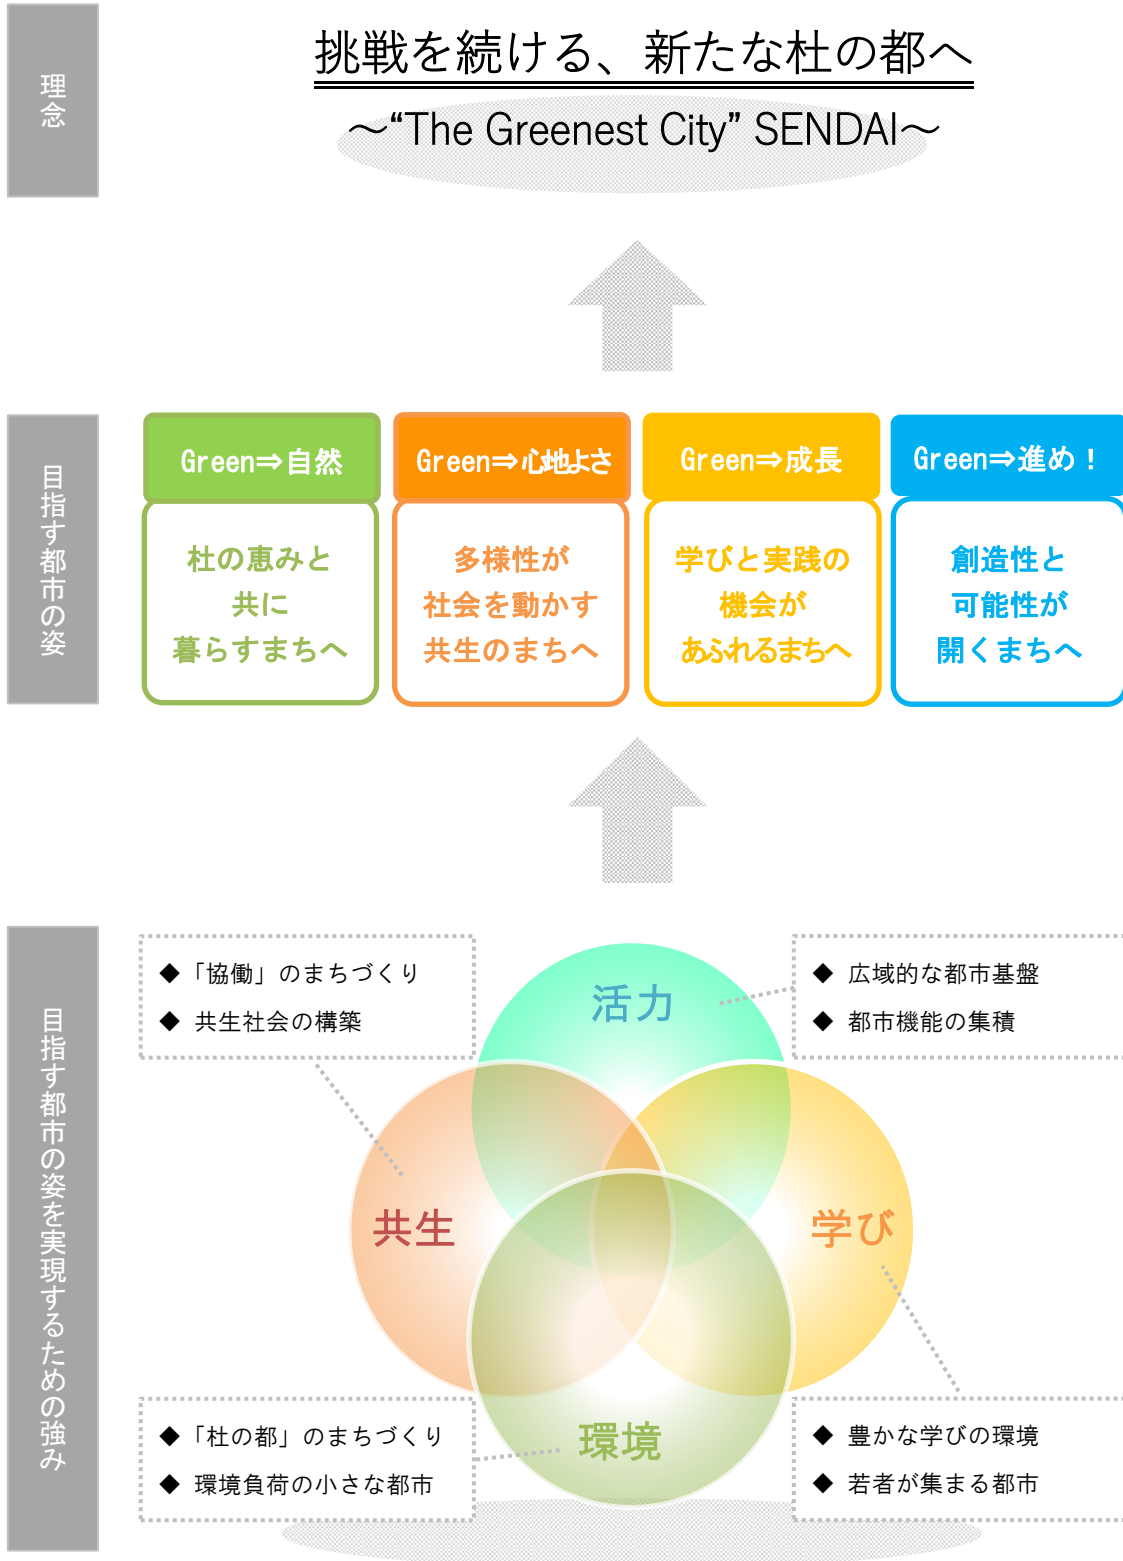 理念
挑戦を続ける、新たな杜の都へ
～“The Greenest City” SENDAI～
目指す都市の姿
Green⇒自然
杜の恵みと
共に
暮らすまちへ
Green⇒心地よさ
多様性が
社会を動かす
共生のまちへ
Green⇒成長
学びと実践の
機会が
あふれるまちへ
Green⇒進め！
創造性と
可能性が
開くまちへ
目指す都市の姿を実現するための強み
◆ 「協働」のまちづくり
◆ 共生社会の構築
活力
◆ 広域的な都市基盤
◆ 都市機能の集積
共生
学び
◆ 「杜の都」のまちづくり
◆ 環境負荷の小さな都市
環境
◆ 豊かな学びの環境
◆ 若者が集まる都市